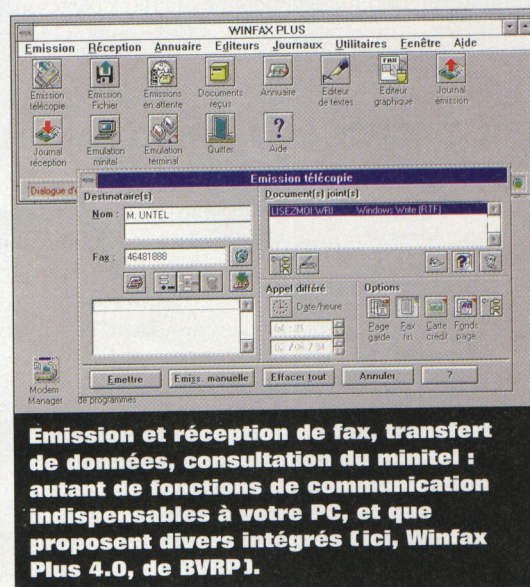 WINFAX PLUS
Emission Réception Annuaire Editeurs Journaux Utilitaires Fenêtre Aide
Emission télécopie
Emission Fichier
Emissions en attente
Documents reçus
Annuaire
Editeur de textes
Editeur graphique
Journal émission
Journal réception
Emulation minitel
Emulation terminal
Quitter
Aide
Dialogue d'e
Emission télécopie
Destinataire(s)
Nom : M. UNTEL
Fax : 46481888
Document(s) joint(s)
LISEZMOI.WRI Windows Write (RTF)
Appel différé
Date/heure
Options
Page garde
Fax fin
Carte crédit
Fonds page
Emettre Emiss. manuelle Effacer tout Annuler ?
Modem Manager
de programmes
Emission et réception de fax, transfert
de données, consultation du minitel :
autant de fonctions de communication
indispensables à votre PC, et que
proposent divers intégrés (ici, Winfax
Plus 4.0, de BVRP).